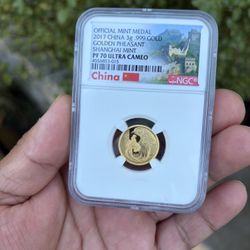 OFFICIAL MINT MEDAL
2017 CHINA 3g .999 GOLD
GOLDEN PHEASANT
SHANGHAI MINT
PF 70 ULTRA CAMEO
China
NGC